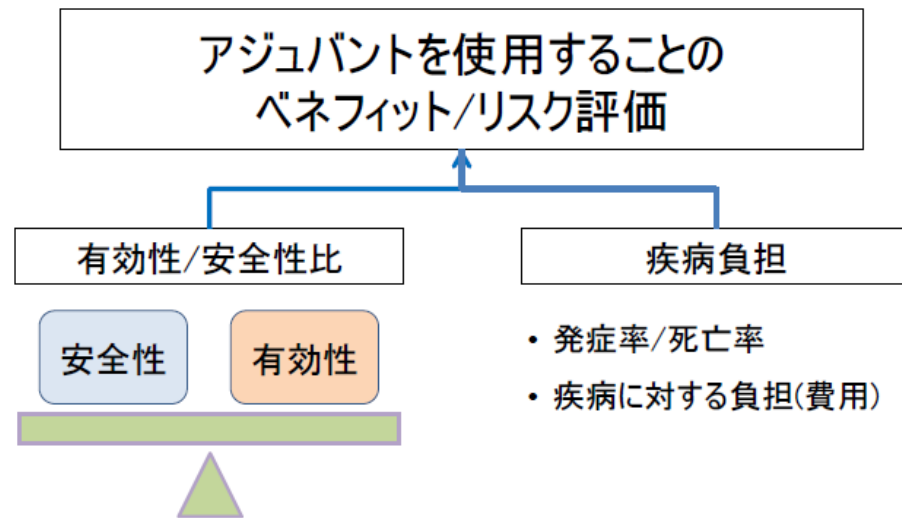 アジュバントを使用することの
ベネフィット/リスク評価
有効性/安全性比
疾病負担
安全性
有効性
• 発症率/死亡率
• 疾病に対する負担(費用)